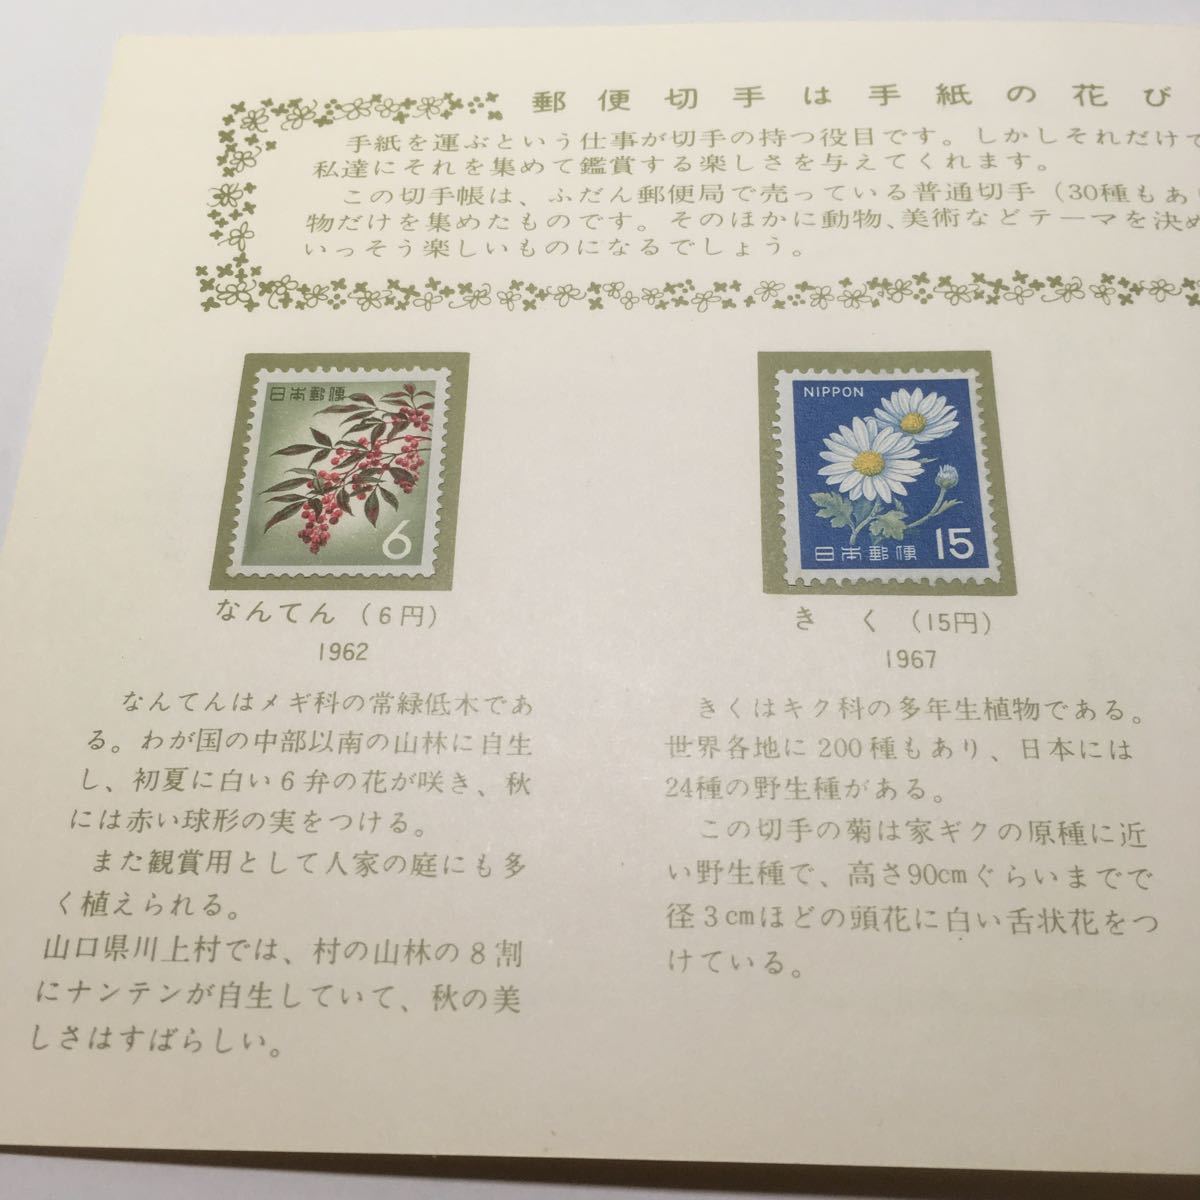 郵便切手は手紙の花び
手紙を運ぶという仕事が切手の持つ役目です。しかしそれだけで
私達にそれを集めて鑑賞する楽しさを与えてくれます。
この切手帳は、ふだん郵便局で売っている普通切手（30種もあ
物だけを集めたものです。そのほかに動物、美術などテーマを決め
いっそう楽しいものになるでしょう。
日本郵便
6
なんてん（6円）
1962
なんてんはメギ科の常緑低木であ
る。わが国の中部以南の山林に自生
し、初夏に白い6弁の花が咲き、秋
には赤い球形の実をつける。
また観賞用として人家の庭にも多
く植えられる。
山口県川上村では、村の山林の8割
にナンテンが自生していて、秋の美
しさはすばらしい。
NIPPON
日本郵便 15
きく（15円）
1967
きくはキク科の多年生植物である。
世界各地に200種もあり、日本には
24種の野生種がある。
この切手の菊は家ギクの原種に近
い野生種で、高さ90cmぐらいまでで
径3cmほどの頭花に白い舌状花をつ
けている。